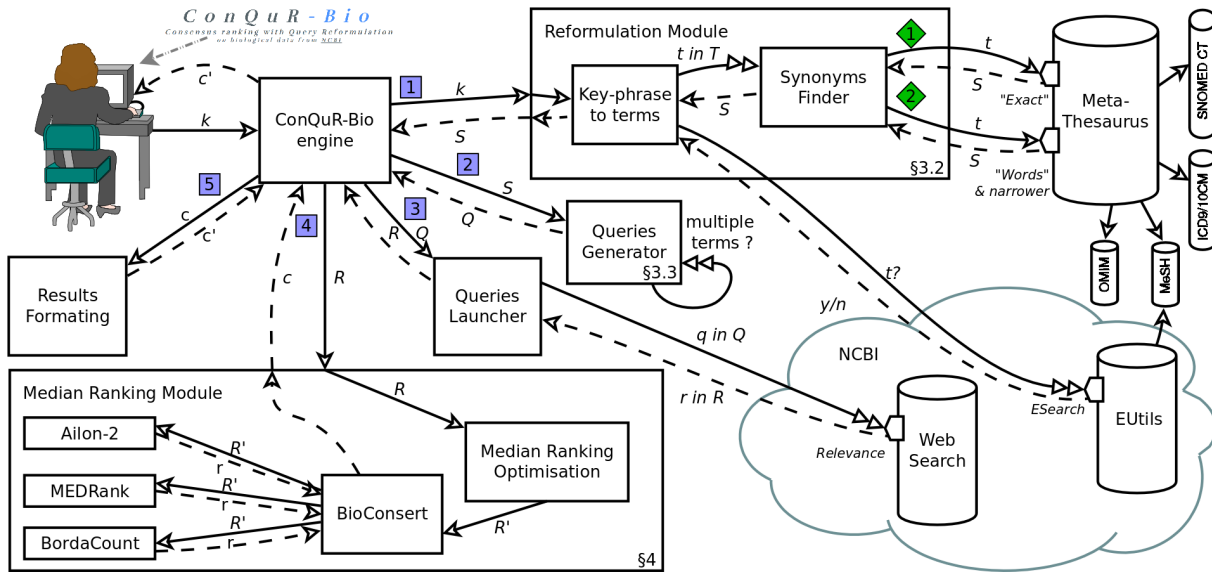 ConQuR-Bio
Consensus ranking with Query Reformulation
on biological data from NCBI
c'
k
ConQuR-Bio
engine
1
k
S
Reformulation Module
Key-phrase
to terms
t in T
S
Synonyms
Finder
§3.2
1
t
S
"Exact"
2
t
S
"Words"
& narrower
Meta-
Thesaurus
SNOMED CT
ICD9/10CM
OMIM
MeSH
5
c
c'
4
3
R
Q
2
S
Q
Queries
Generator
§3.3
multiple
terms ?
Results
Formating
c
R
Queries
Launcher
q in Q
r in R
t?
y/n
NCBI
Relevance
Web
Search
ESearch
EUtils
Median Ranking Module
R
Ailon-2
R'
r
MEDRank
R'
r
BordaCount
R'
r
BioConsert
Median Ranking
Optimisation
R'
§4